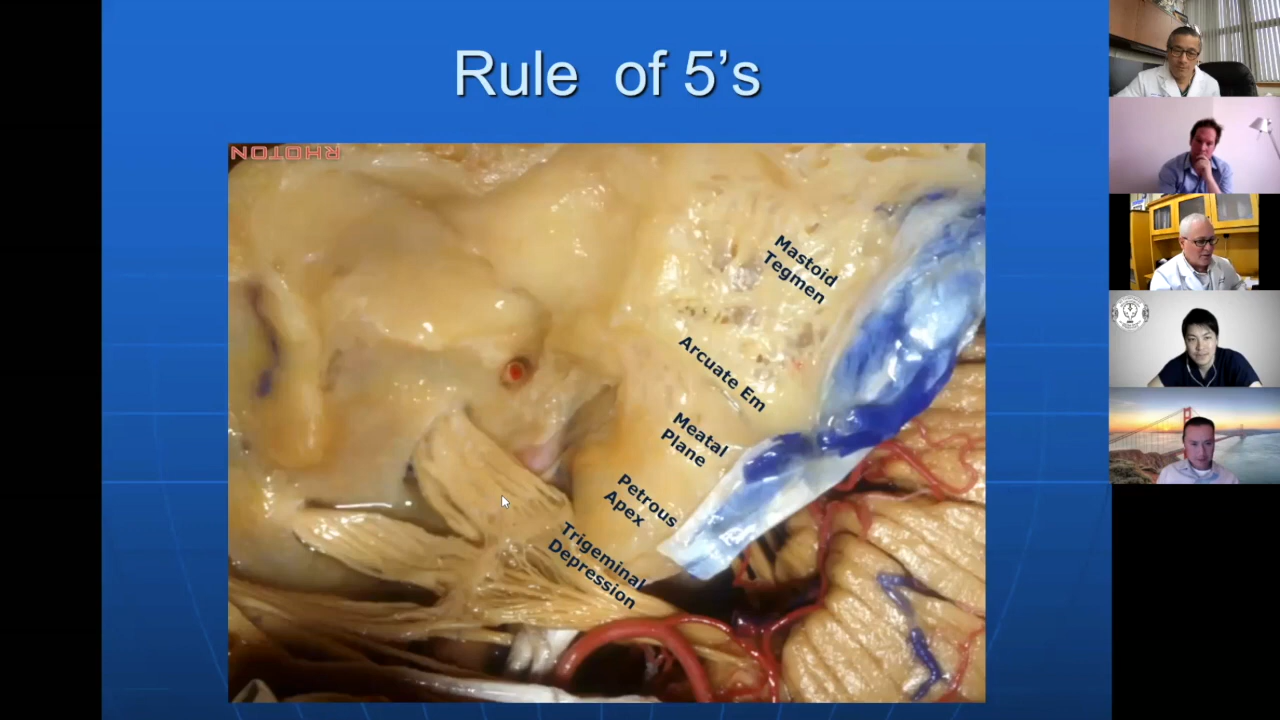 Rule of 5's
RHOTON
Mastoid
Tegmen
Arcuate Em
Meatal
Plane
Petrous
Apex
Trigeminal
Depression